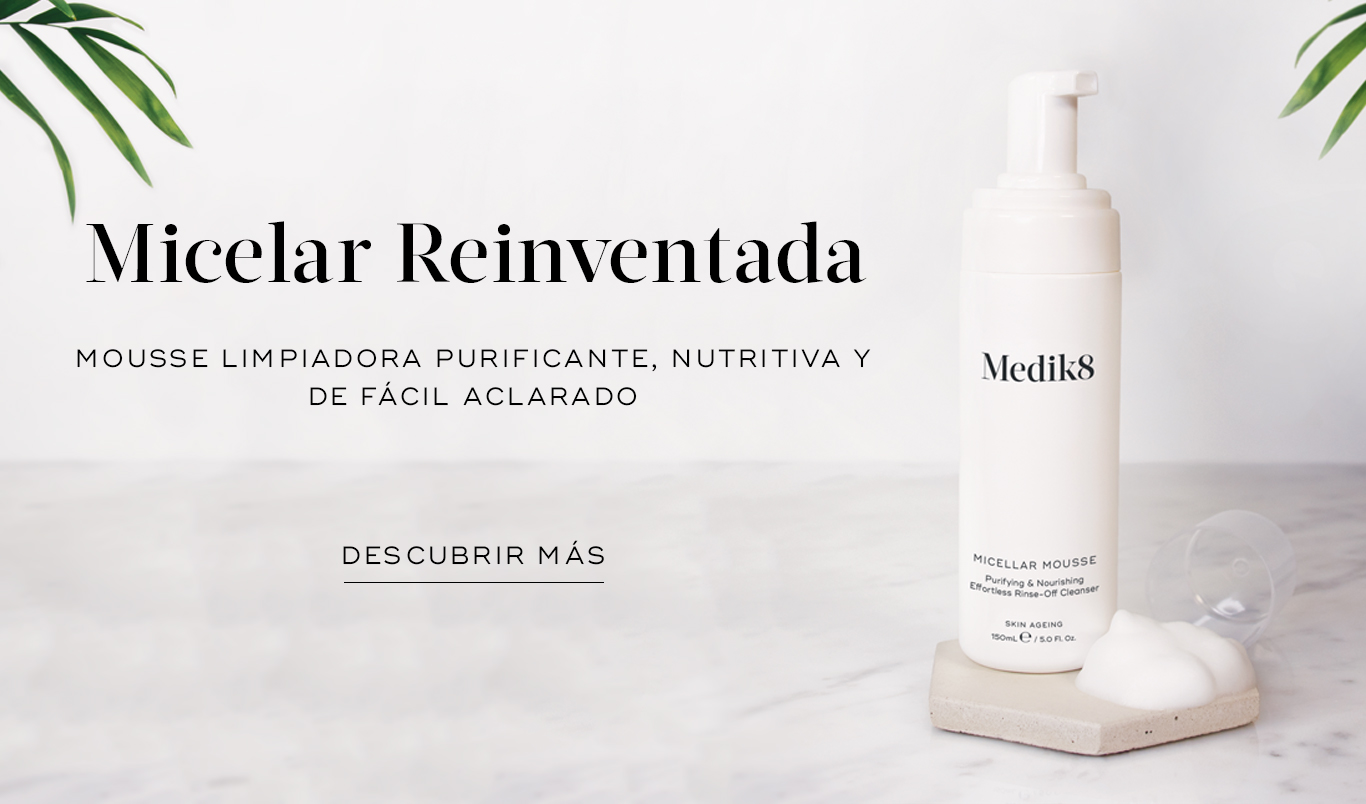 Micelar Reinventada
MOUSSE LIMPIADORA PURIFICANTE, NUTRITIVA Y
DE FÁCIL ACLARADO
DESCUBRIR MÁS
Medik8
MICELLAR MOUSSE
Purifying & Nourishing
Effortless Rinse-Off Cleanser
SKIN AGEING
150mL ℮ / 5.0 Fl. Oz.